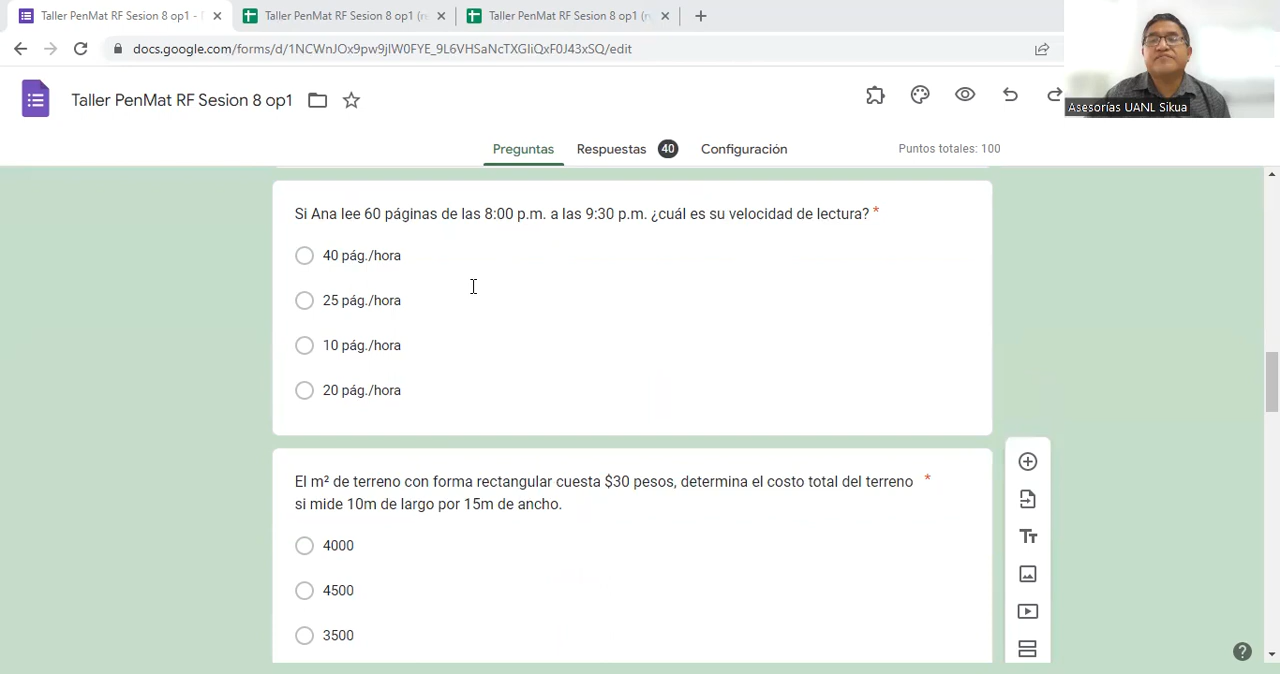 Taller PenMat RF Sesion 8 op1 -
Taller PenMat RF Sesion 8 op1 (r
Taller PenMat RF Sesion 8 op1 (r
docs.google.com/forms/d/1NCWnJOx9pw9jIW0FYE_9L6VHSaNcTXGIiQxF0J43xSQ/edit
Taller PenMat RF Sesion 8 op1
Asesorías UANL Sikua
Preguntas
Respuestas 40
Configuración
Puntos totales: 100
Si Ana lee 60 páginas de las 8:00 p.m. a las 9:30 p.m. ¿cuál es su velocidad de lectura? *
40 pág./hora
25 pág./hora
10 pág./hora
20 pág./hora
El m² de terreno con forma rectangular cuesta $30 pesos, determina el costo total del terreno *
si mide 10m de largo por 15m de ancho.
4000
4500
3500
Tт